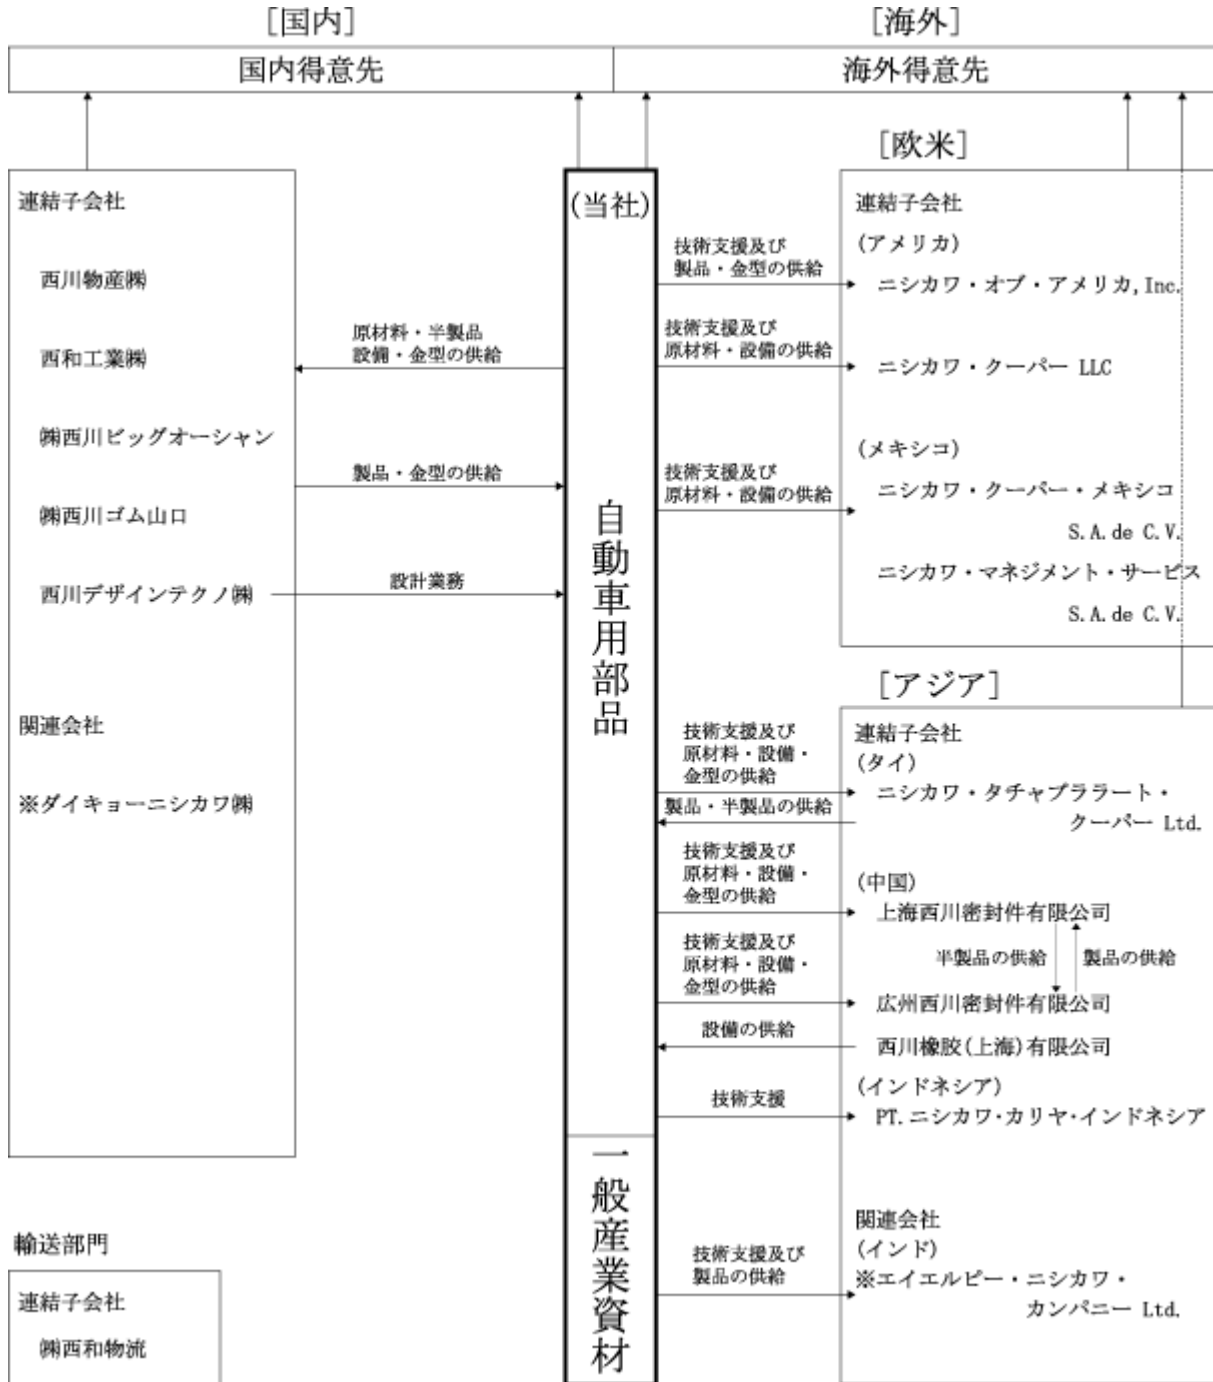 [国内]
[海外]
国内得意先
海外得意先
連結子会社
西川物産㈱
西和工業㈱
㈱西川ビッグオーシャン
㈱西川ゴム山口
西川デザインテクノ㈱
関連会社
※ダイキョーニシカワ㈱
輸送部門
連結子会社
㈱西和物流
原材料・半製品
設備・金型の供給
製品・金型の供給
設計業務
(当社)
自動車用部品
一般産業資材
技術支援及び
製品・金型の供給
技術支援及び
原材料・設備の供給
技術支援及び
原材料・設備の供給
技術支援及び
原材料・設備・
金型の供給
製品・半製品の供給
技術支援及び
原材料・設備・
金型の供給
技術支援及び
原材料・設備・
金型の供給
設備の供給
技術支援
技術支援及び
製品の供給
[欧米]
連結子会社
(アメリカ)
ニシカワ・オブ・アメリカ,Inc.
ニシカワ・クーパー LLC
(メキシコ)
ニシカワ・クーパー・メキシコ
S.A.de C.V.
ニシカワ・マネジメント・サービス
S.A.de C.V.
[アジア]
連結子会社
(タイ)
ニシカワ・タチャプララート・
クーパー Ltd.
(中国)
上海西川密封件有限公司
半製品の供給
製品の供給
広州西川密封件有限公司
西川橡胶(上海)有限公司
(インドネシア)
PT.ニシカワ・カリヤ・インドネシア
関連会社
(インド)
※エイエルピー・ニシカワ・
カンパニー Ltd.